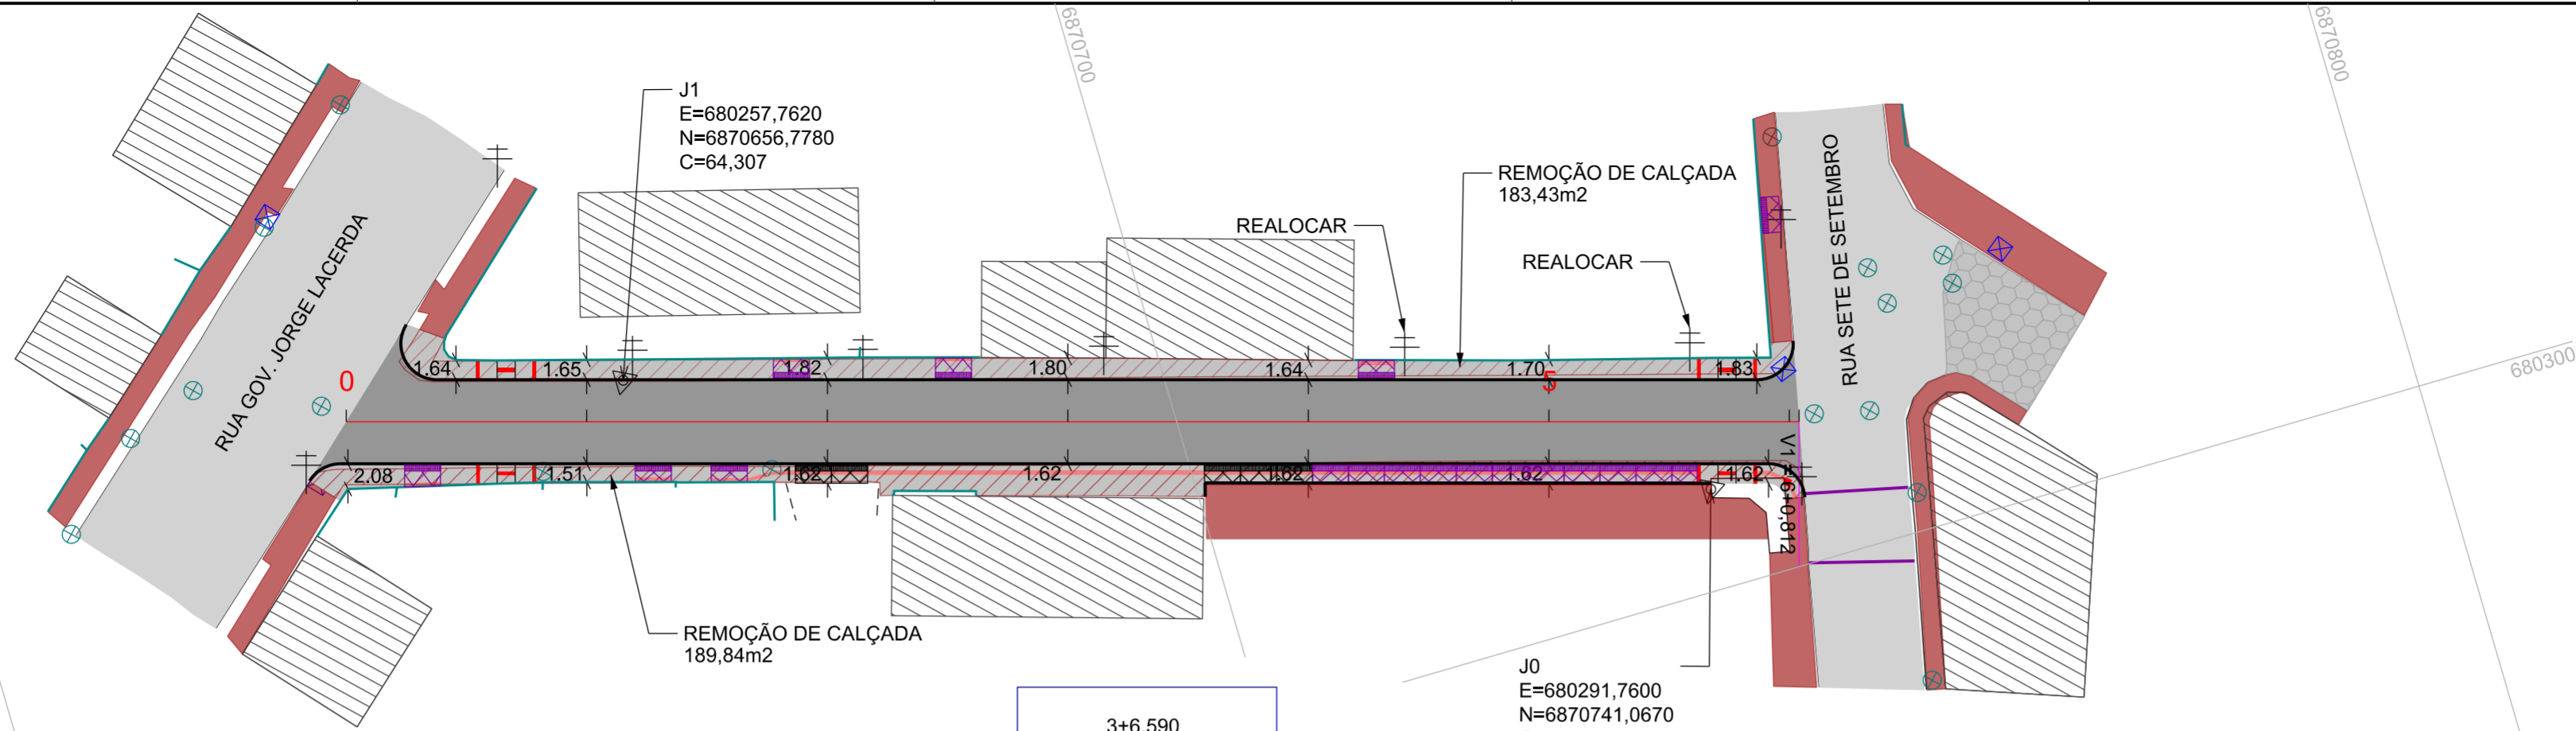 6870700
6870800
J1
E=680257,7620
N=6870656,7780
C=64,307
REMOÇÃO DE CALÇADA
183,43m2
REALOCAR
REALOCAR
RUA GOV. JORGE LACERDA
RUA SETE DE SETEMBRO
680300
0
1.64
1.65
1.82
1.80
1.64
1.70
5
1.83
2.08
1.51
1.62
1.62
1.62
1.62
1.62
REMOÇÃO DE CALÇADA
189,84m2
J0
E=680291,7600
N=6870741,0670
3+6,590